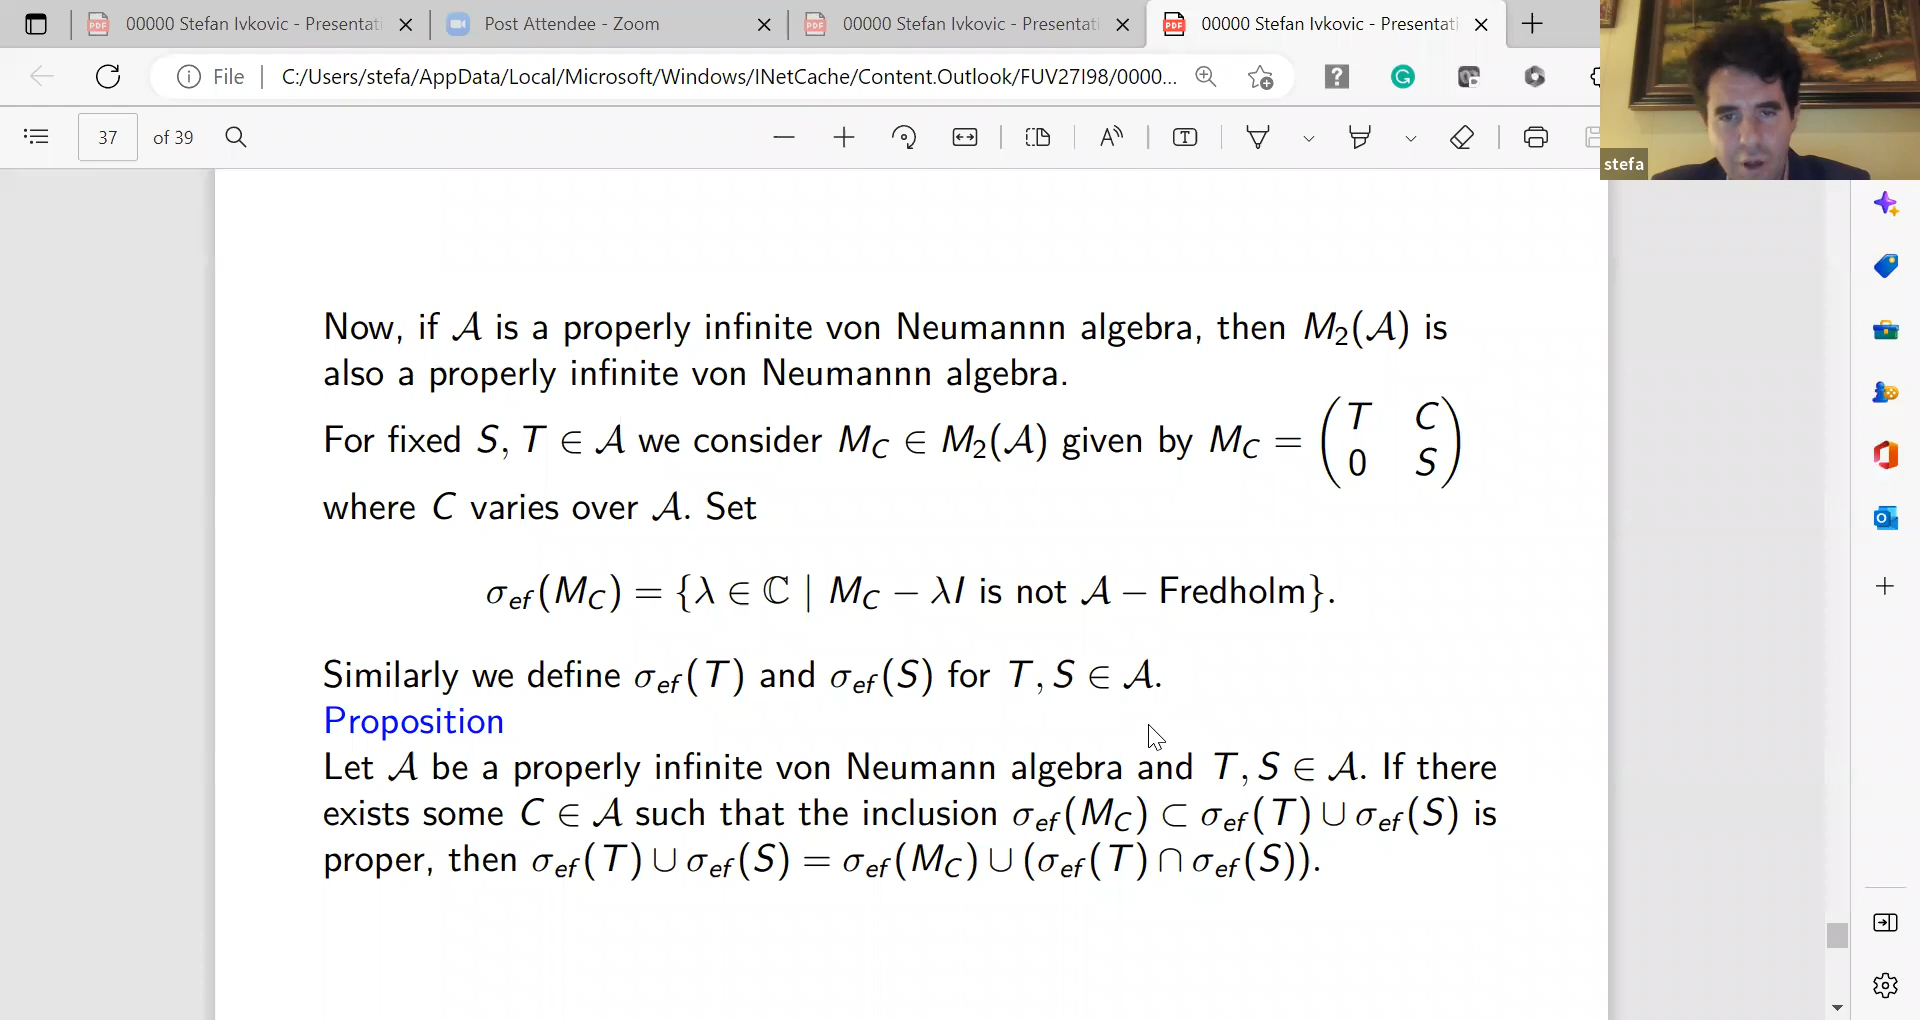 00000 Stefan Ivkovic - Presentati
Post Attendee - Zoom
00000 Stefan Ivkovic - Presentati
00000 Stefan Ivkovic - Presentati
File
C:/Users/stefa/AppData/Local/Microsoft/Windows/INetCache/Content.Outlook/FUV27I98/0000...
37 of 39
stefa
Now, if 𝒜 is a properly infinite von Neumannn algebra, then M₂(𝒜) is
also a properly infinite von Neumannn algebra.
For fixed S, T ∈ 𝒜 we consider M_C ∈ M₂(𝒜) given by M_C = (T C; 0 S)
where C varies over 𝒜. Set
σ_ef(M_C) = {λ ∈ ℂ | M_C − λI is not 𝒜 − Fredholm}.
Similarly we define σ_ef(T) and σ_ef(S) for T, S ∈ 𝒜.
Proposition
Let 𝒜 be a properly infinite von Neumann algebra and T, S ∈ 𝒜. If there
exists some C ∈ 𝒜 such that the inclusion σ_ef(M_C) ⊂ σ_ef(T) ∪ σ_ef(S) is
proper, then σ_ef(T) ∪ σ_ef(S) = σ_ef(M_C) ∪ (σ_ef(T) ∩ σ_ef(S)).